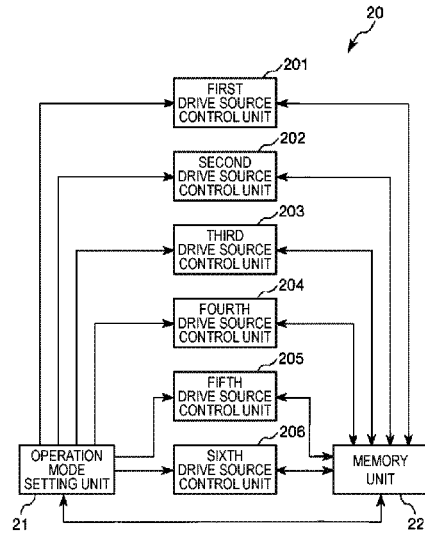 20
201
FIRST
DRIVE SOURCE
CONTROL UNIT
202
SECOND
DRIVE SOURCE
CONTROL UNIT
203
THIRD
DRIVE SOURCE
CONTROL UNIT
204
FOURTH
DRIVE SOURCE
CONTROL UNIT
205
FIFTH
DRIVE SOURCE
CONTROL UNIT
206
SIXTH
DRIVE SOURCE
CONTROL UNIT
OPERATION
MODE
SETTING UNIT
21
MEMORY
UNIT
22